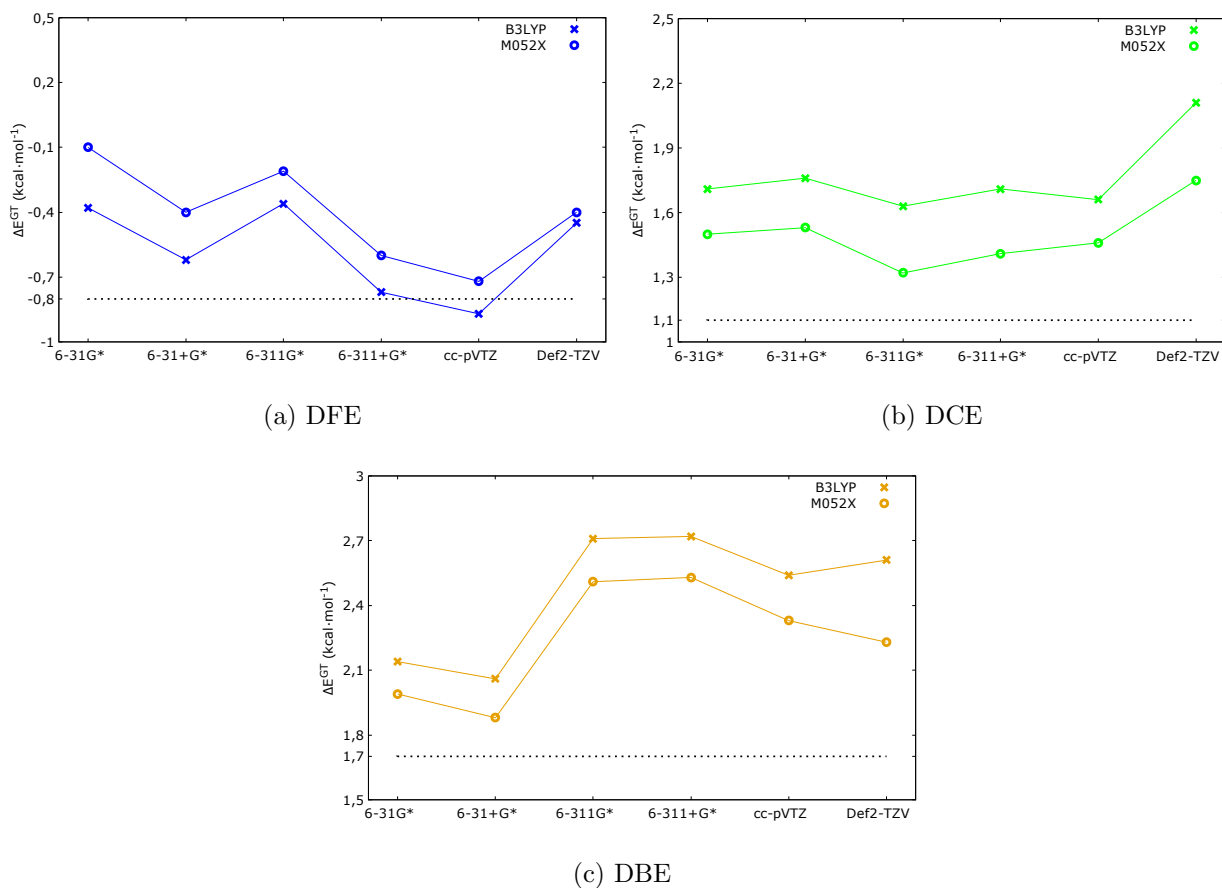 0,5
0,2
-0,1
-0,4
-0,7
-0,8
-1
ΔE^GT (kcal·mol^-1)
B3LYP
M052X
6-31G* 6-31+G* 6-311G* 6-311+G* cc-pVTZ Def2-TZV
(a) DFE
2,5
2,2
1,9
1,6
1,3
1,1
1
ΔE^GT (kcal·mol^-1)
B3LYP
M052X
6-31G* 6-31+G* 6-311G* 6-311+G* cc-pVTZ Def2-TZV
(b) DCE
3
2,7
2,4
2,1
1,8
1,7
1,5
ΔE^GT (kcal·mol^-1)
B3LYP
M052X
6-31G* 6-31+G* 6-311G* 6-311+G* cc-pVTZ Def2-TZV
(c) DBE